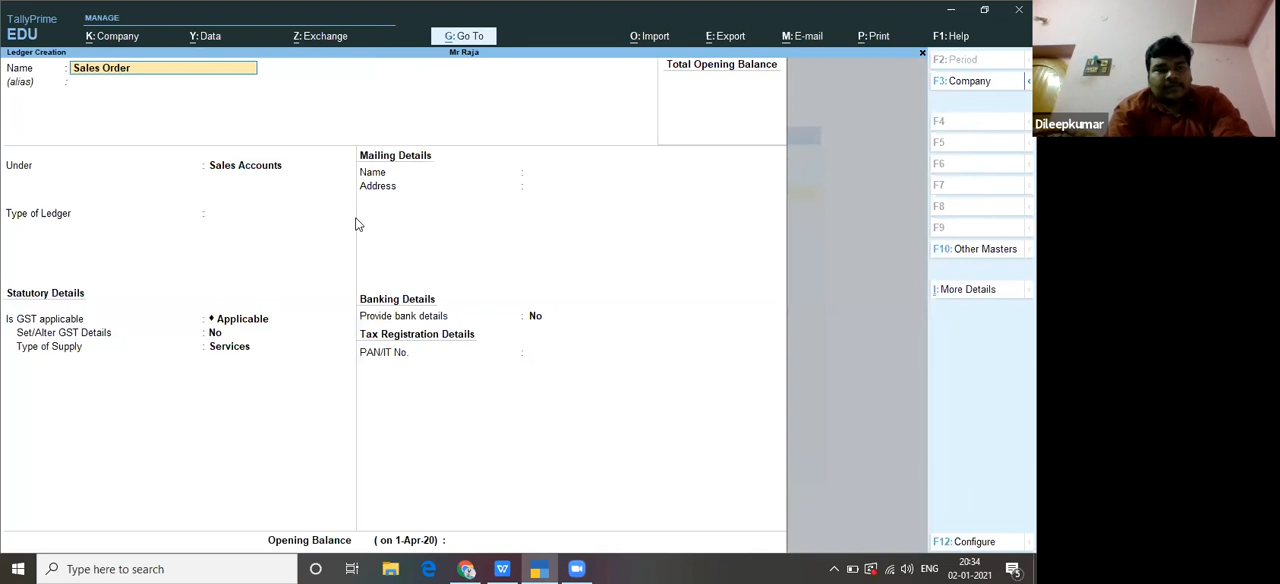 TallyPrime
EDU
MANAGE
K: Company
Y: Data
Z: Exchange
G: Go To
O: Import
E: Export
M: E-mail
P: Print
F1: Help
Ledger Creation
Mr Raja
Name : Sales Order
(alias) :
Total Opening Balance
Under : Sales Accounts
Type of Ledger :
Mailing Details
Name :
Address :
Statutory Details
Is GST applicable : ♦ Applicable
Set/Alter GST Details : No
Type of Supply : Services
Banking Details
Provide bank details : No
Tax Registration Details
PAN/IT No. :
Opening Balance ( on 1-Apr-20) :
F2: Period
F3: Company
F4
F5
F6
F7
F8
F9
F10: Other Masters
I: More Details
F12: Configure
Dileepkumar
Type here to search
ENG
20:34
02-01-2021
5